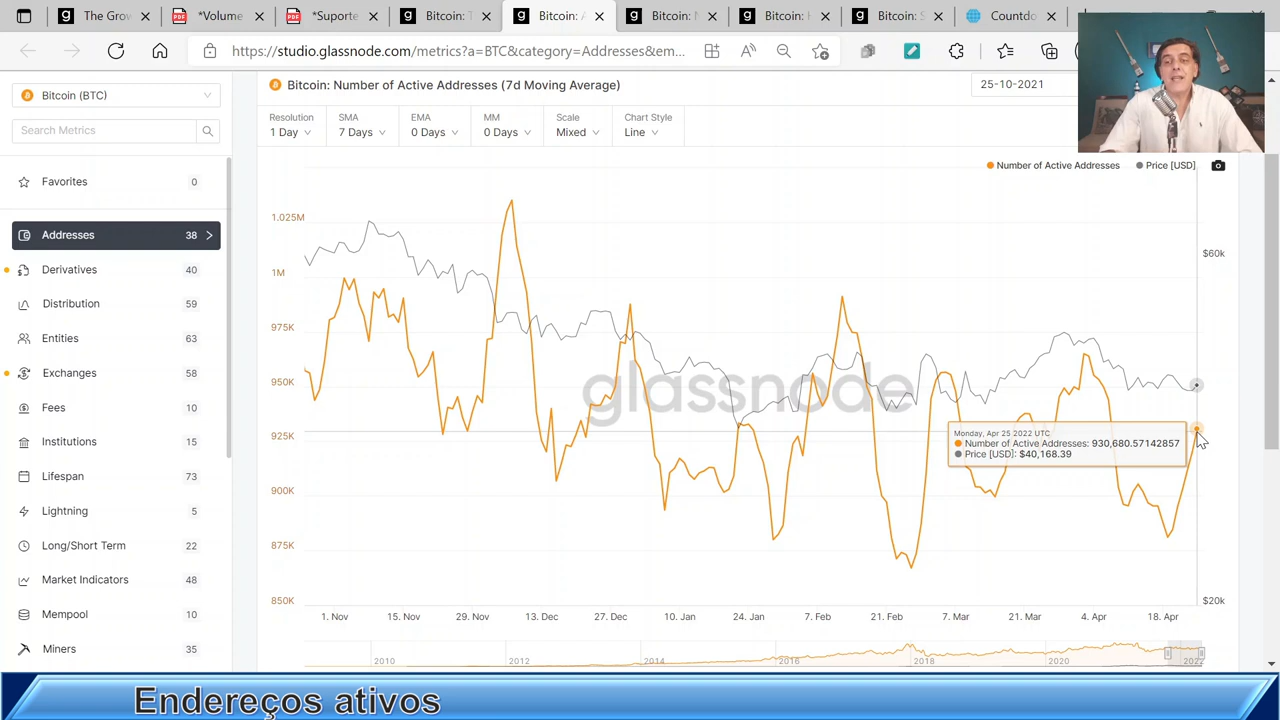 The Grow
*Volume
*Suporte
Bitcoin: T
Bitcoin: A
Bitcoin: N
Bitcoin: H
Bitcoin: S
Countdo
https://studio.glassnode.com/metrics?a=BTC&category=Addresses&em...
Bitcoin (BTC)
Search Metrics
Favorites 0
Addresses 38
Derivatives 40
Distribution 59
Entities 63
Exchanges 58
Fees 10
Institutions 15
Lifespan 73
Lightning 5
Long/Short Term 22
Market Indicators 48
Mempool 10
Miners 35
Bitcoin: Number of Active Addresses (7d Moving Average)
25-10-2021
Resolution SMA EMA MM Scale Chart Style
1 Day 7 Days 0 Days 0 Days Mixed Line
Number of Active Addresses Price [USD]
1.025M
1M
975K
950K
925K
900K
875K
850K
$60k
$20k
glassnode
Monday, Apr 25 2022 UTC
Number of Active Addresses: 930,680.57142857
Price [USD]: $40,168.39
1. Nov 15. Nov 29. Nov 13. Dec 27. Dec 10. Jan 24. Jan 7. Feb 21. Feb 7. Mar 21. Mar 4. Apr 18. Apr
2010 2012 2014 2016 2018 2020 2022
Endereços ativos